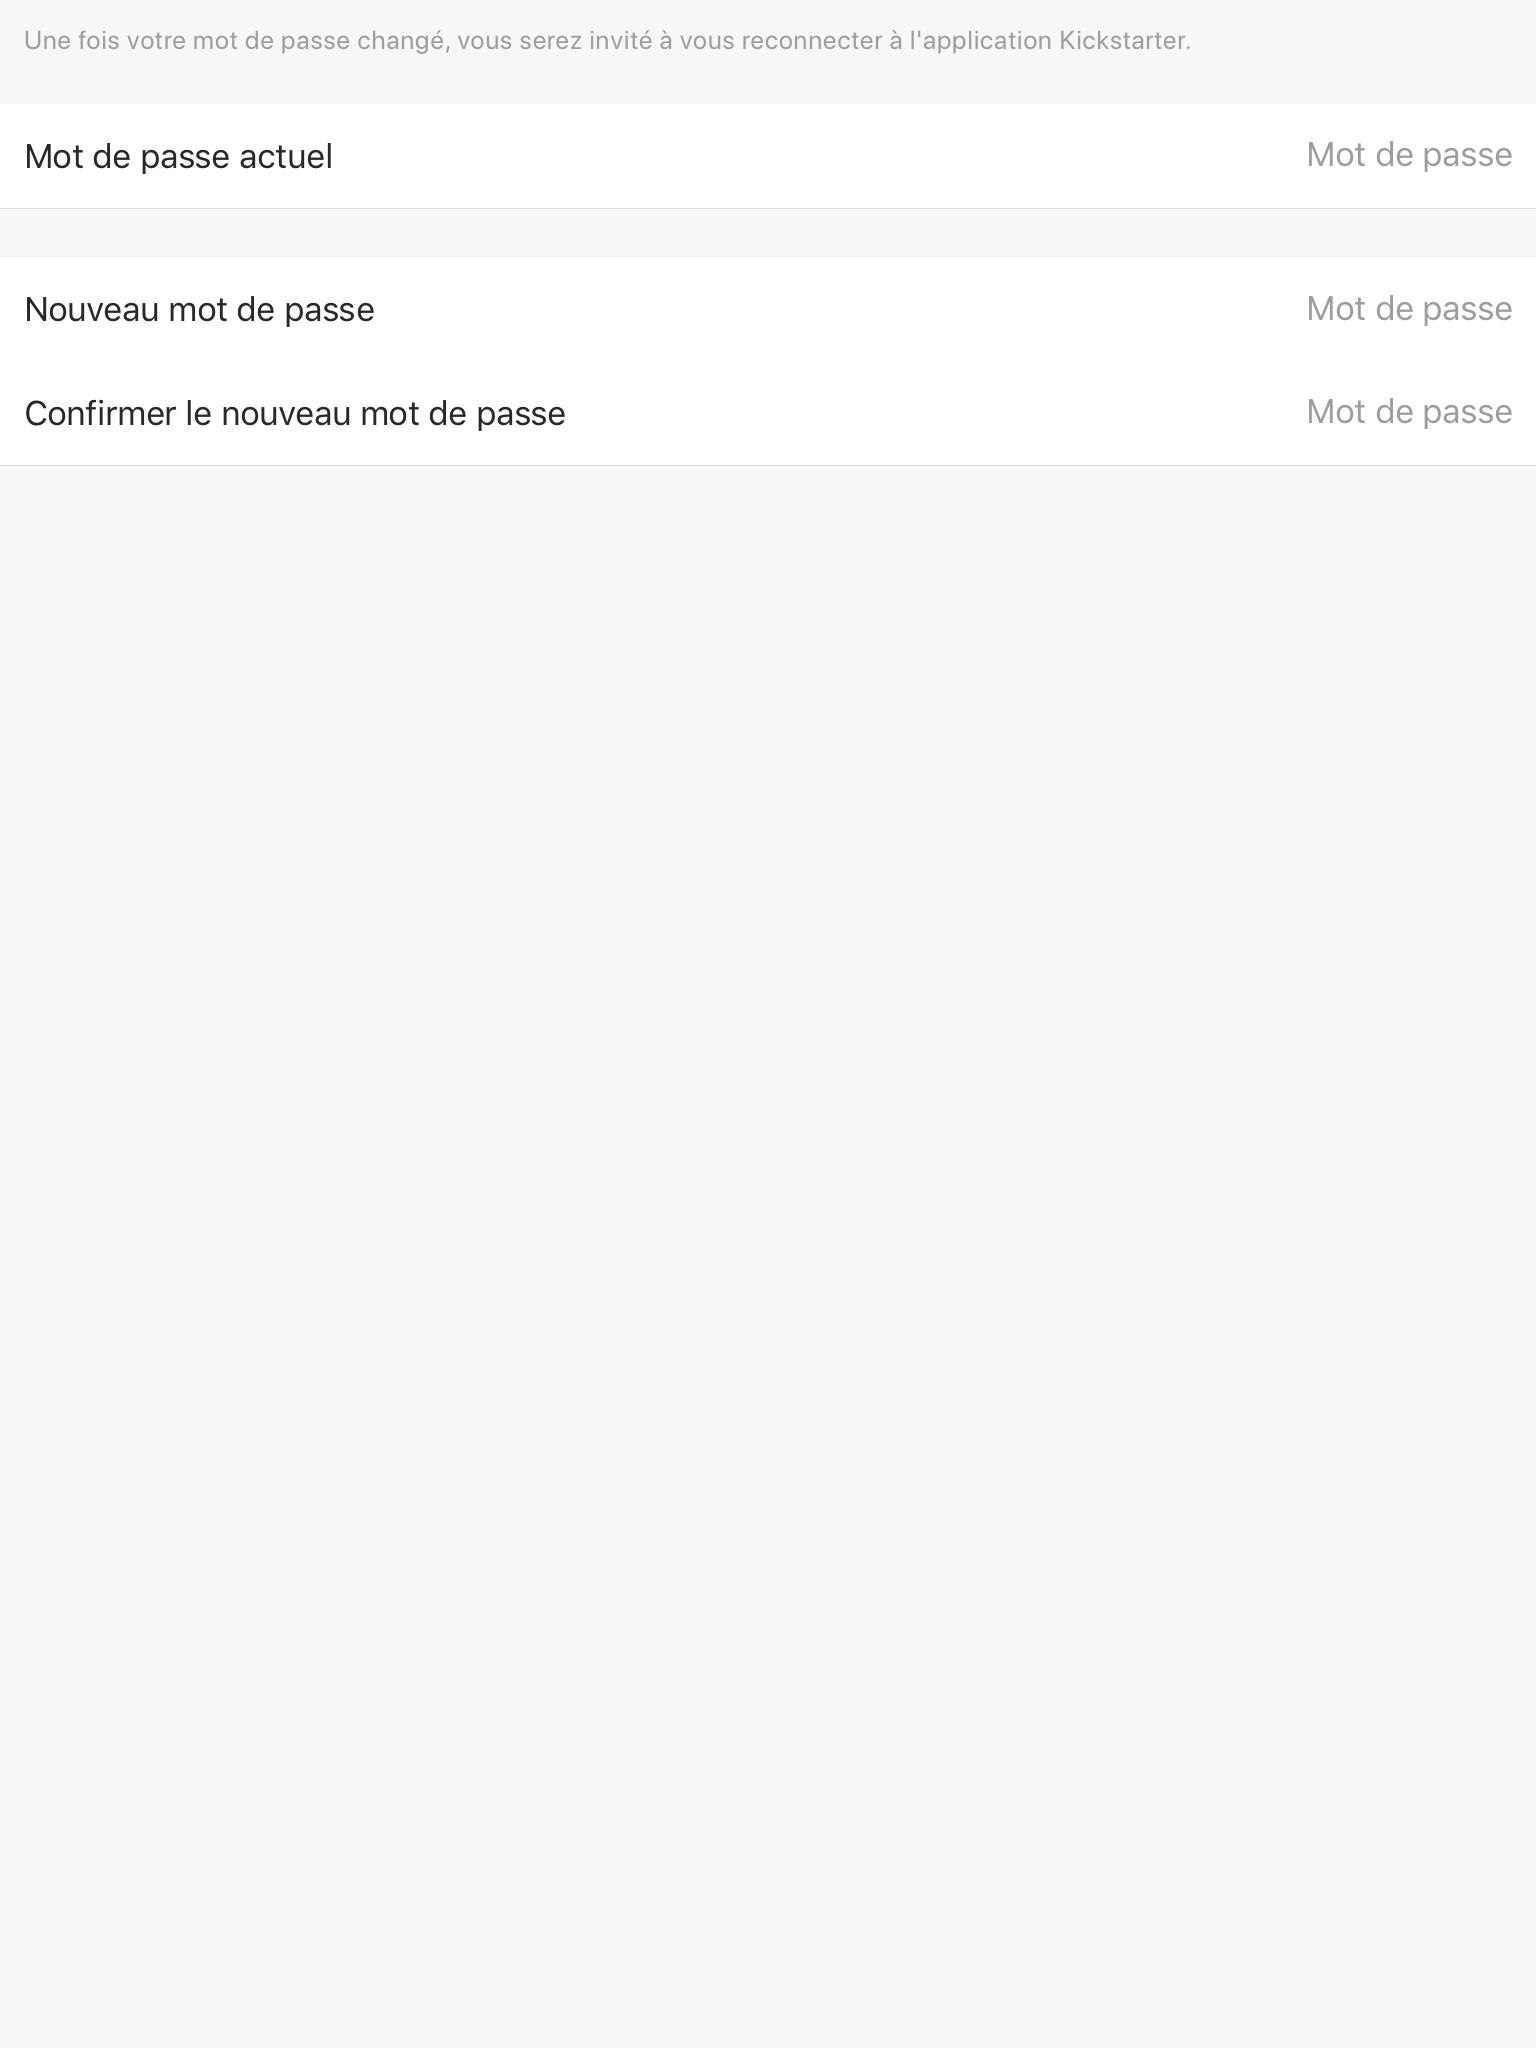 Une fois votre mot de passe changé, vous serez invité à vous reconnecter à l'application Kickstarter.
Mot de passe actuel Mot de passe
Nouveau mot de passe Mot de passe
Confirmer le nouveau mot de passe Mot de passe